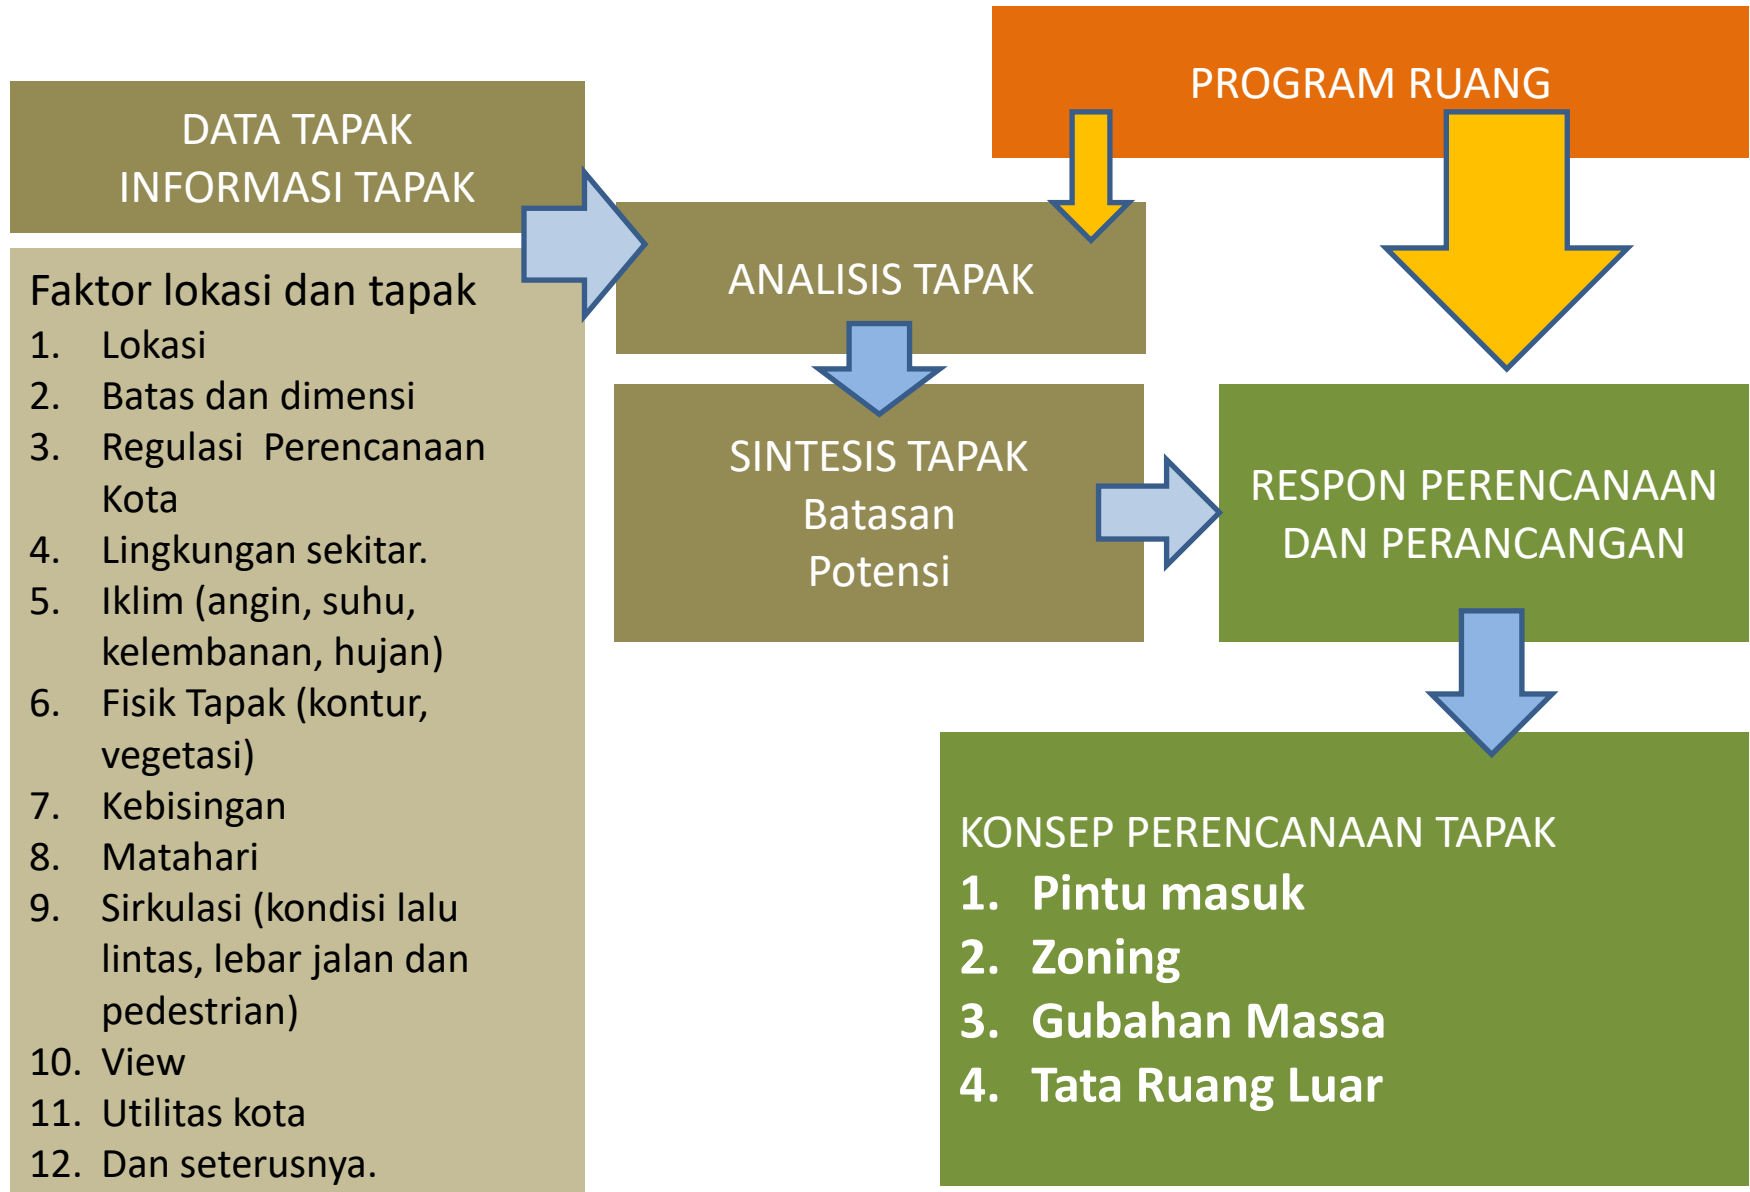 PROGRAM RUANG
DATA TAPAK
INFORMASI TAPAK
Faktor lokasi dan tapak
1. Lokasi
2. Batas dan dimensi
3. Regulasi Perencanaan
Kota
4. Lingkungan sekitar.
5. Iklim (angin, suhu,
kelembanan, hujan)
6. Fisik Tapak (kontur,
vegetasi)
7. Kebisingan
8. Matahari
9. Sirkulasi (kondisi lalu
lintas, lebar jalan dan
pedestrian)
10. View
11. Utilitas kota
12. Dan seterusnya.
ANALISIS TAPAK
SINTESIS TAPAK
Batasan
Potensi
RESPON PERENCANAAN
DAN PERANCANGAN
KONSEP PERENCANAAN TAPAK
1. Pintu masuk
2. Zoning
3. Gubahan Massa
4. Tata Ruang Luar